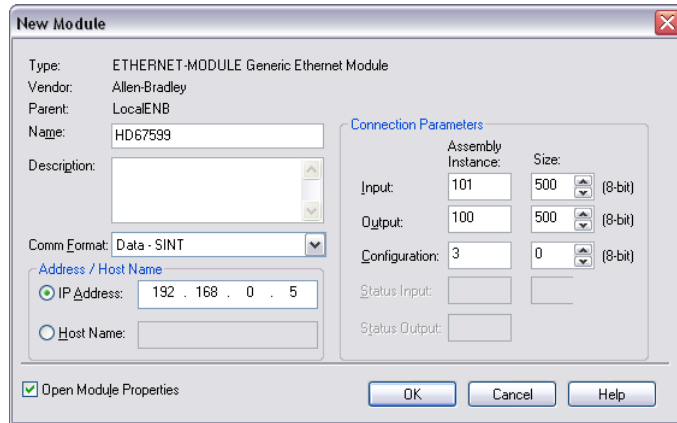 New Module
Type: ETHERNET-MODULE Generic Ethernet Module
Vendor: Allen-Bradley
Parent: LocalENB
Name: HD67599
Description:
Comm Format: Data - SINT
Address / Host Name
IP Address: 192 . 168 . 0 . 5
Host Name:
Connection Parameters
Assembly
Instance: Size:
Input: 101 500 (8-bit)
Output: 100 500 (8-bit)
Configuration: 3 0 (8-bit)
Status Input:
Status Output:
Open Module Properties
OK Cancel Help